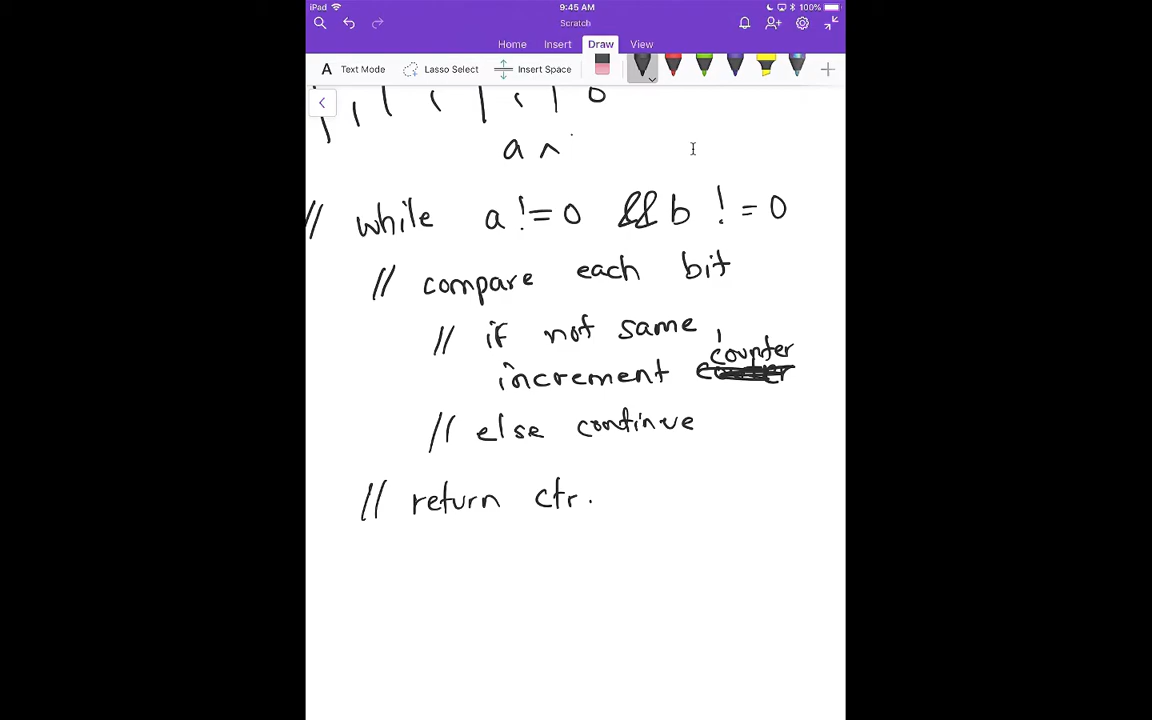 iPad 9:45 AM 100%
Scratch
Home Insert Draw View
Text Mode Lasso Select Insert Space
a ^
// while a != 0 && b != 0
// compare each bit
// if not same,
counter
increment
// else continue
// return ctr.